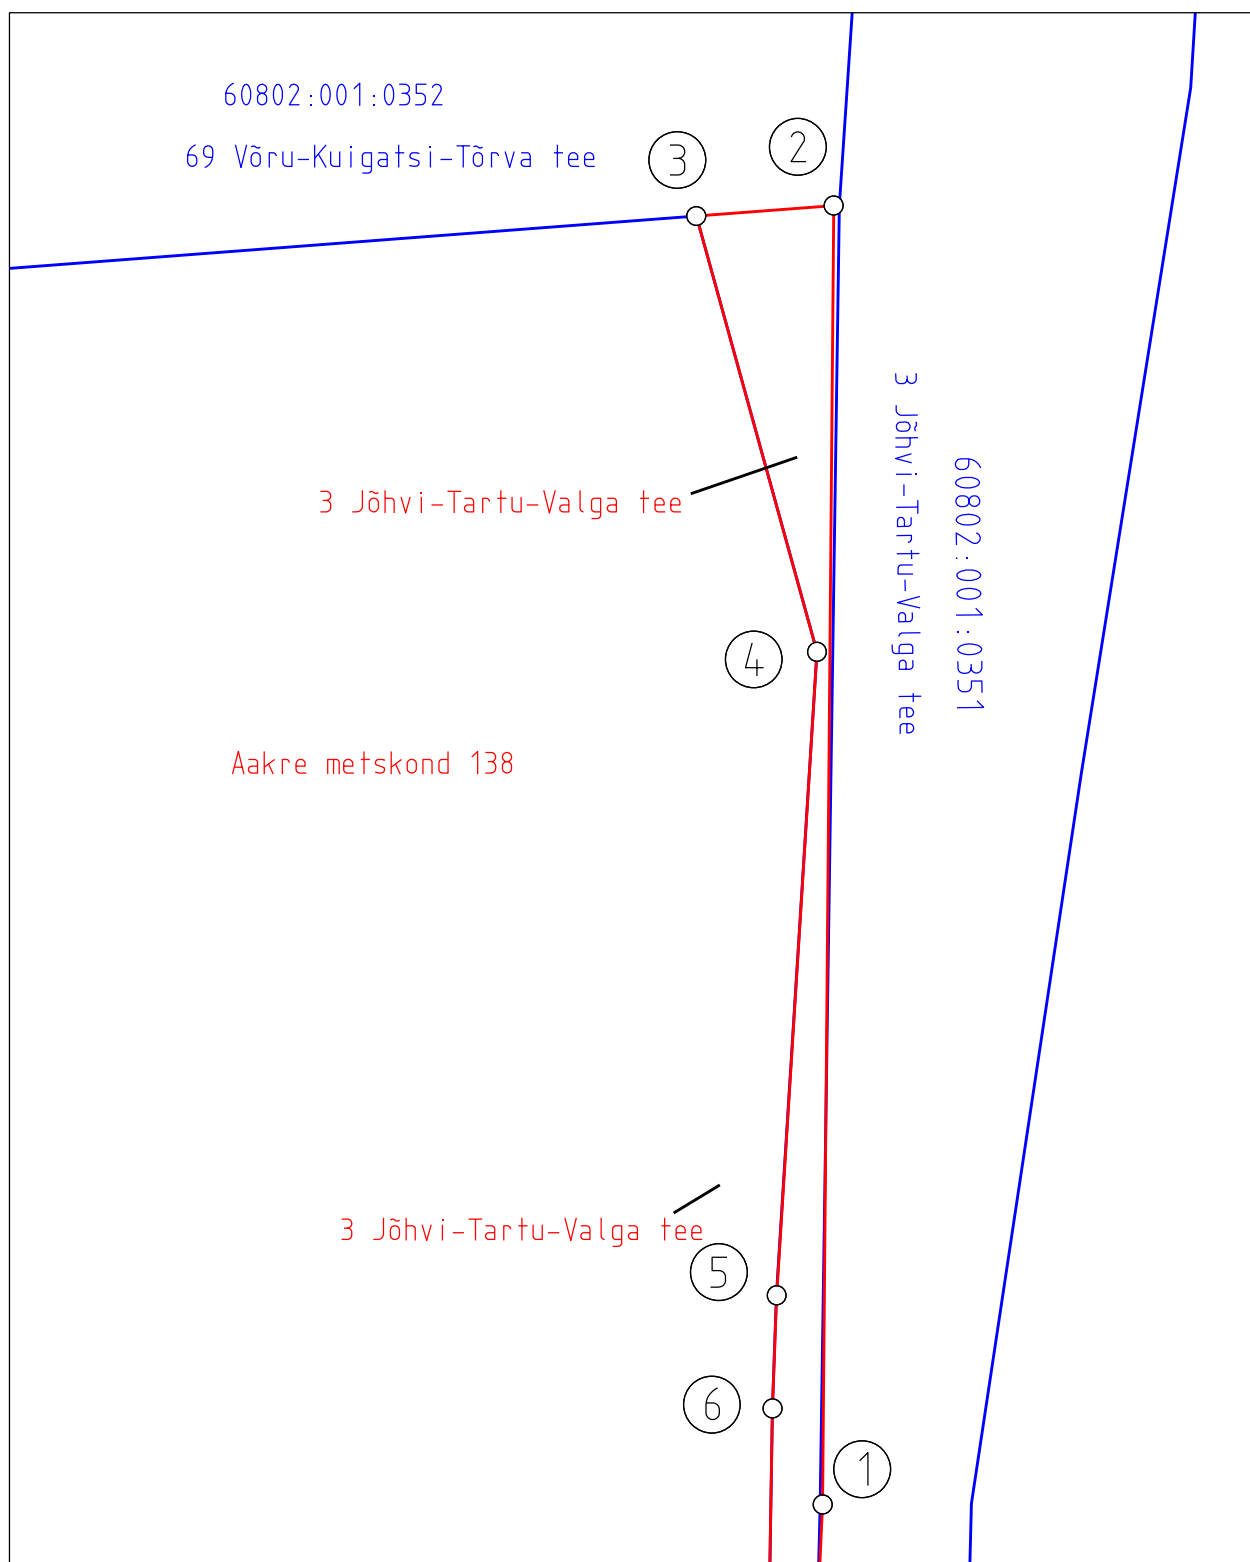 60802:001:0352
69 Võru-Kuigatsi-Tõrva tee
3
2
3 Jõhvi-Tartu-Valga tee
60802:001:0351
3 Jõhvi-Tartu-Valga tee
4
Aakre metskond 138
3 Jõhvi-Tartu-Valga tee
5
6
1